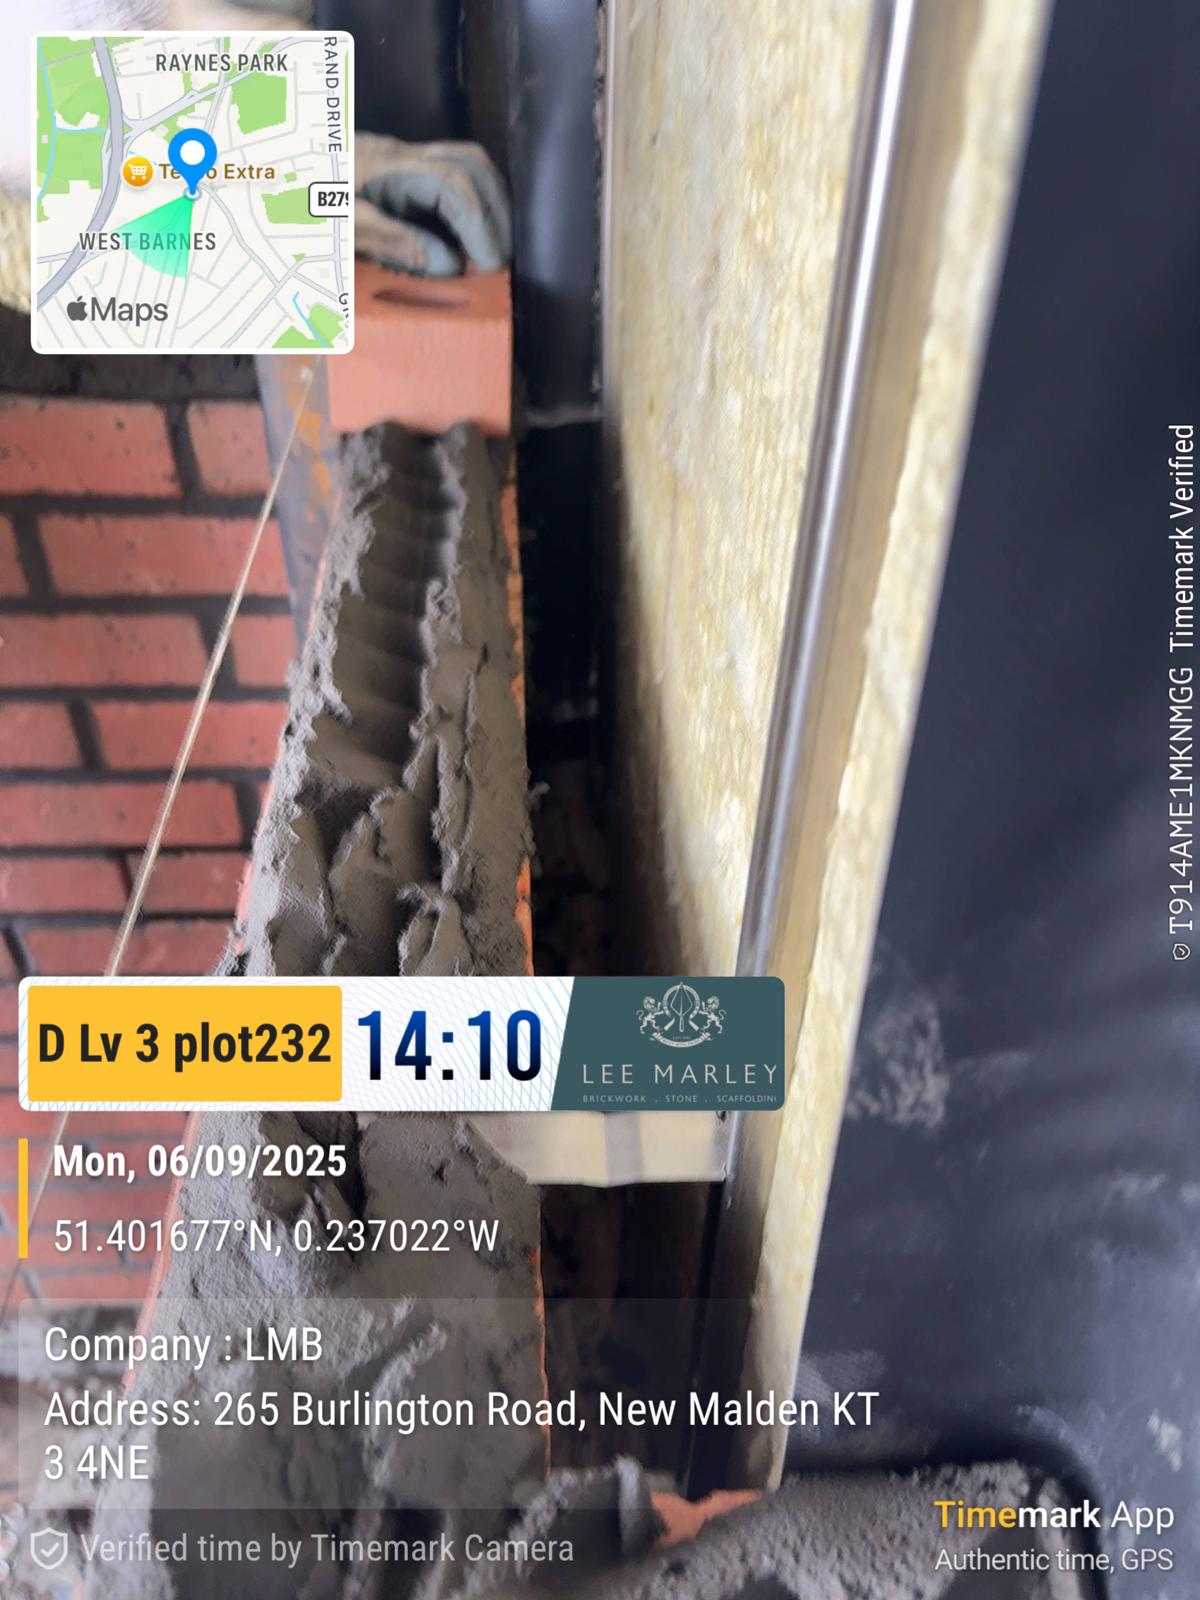 RAYNES PARK
RAND DRIVE
Extra
B279
WEST BARNES
Maps
D Lv 3 plot232
14:10
LEE MARLEY
BRICKWORK . STONE . SCAFFOLDIN
Mon, 06/09/2025
51.401677°N, 0.237022°W
Company : LMB
Address: 265 Burlington Road, New Malden KT
3 4NE
Verified time by Timemark Camera
Timemark App
Authentic time, GPS
T914AME1MKNMGG Timemark Verified